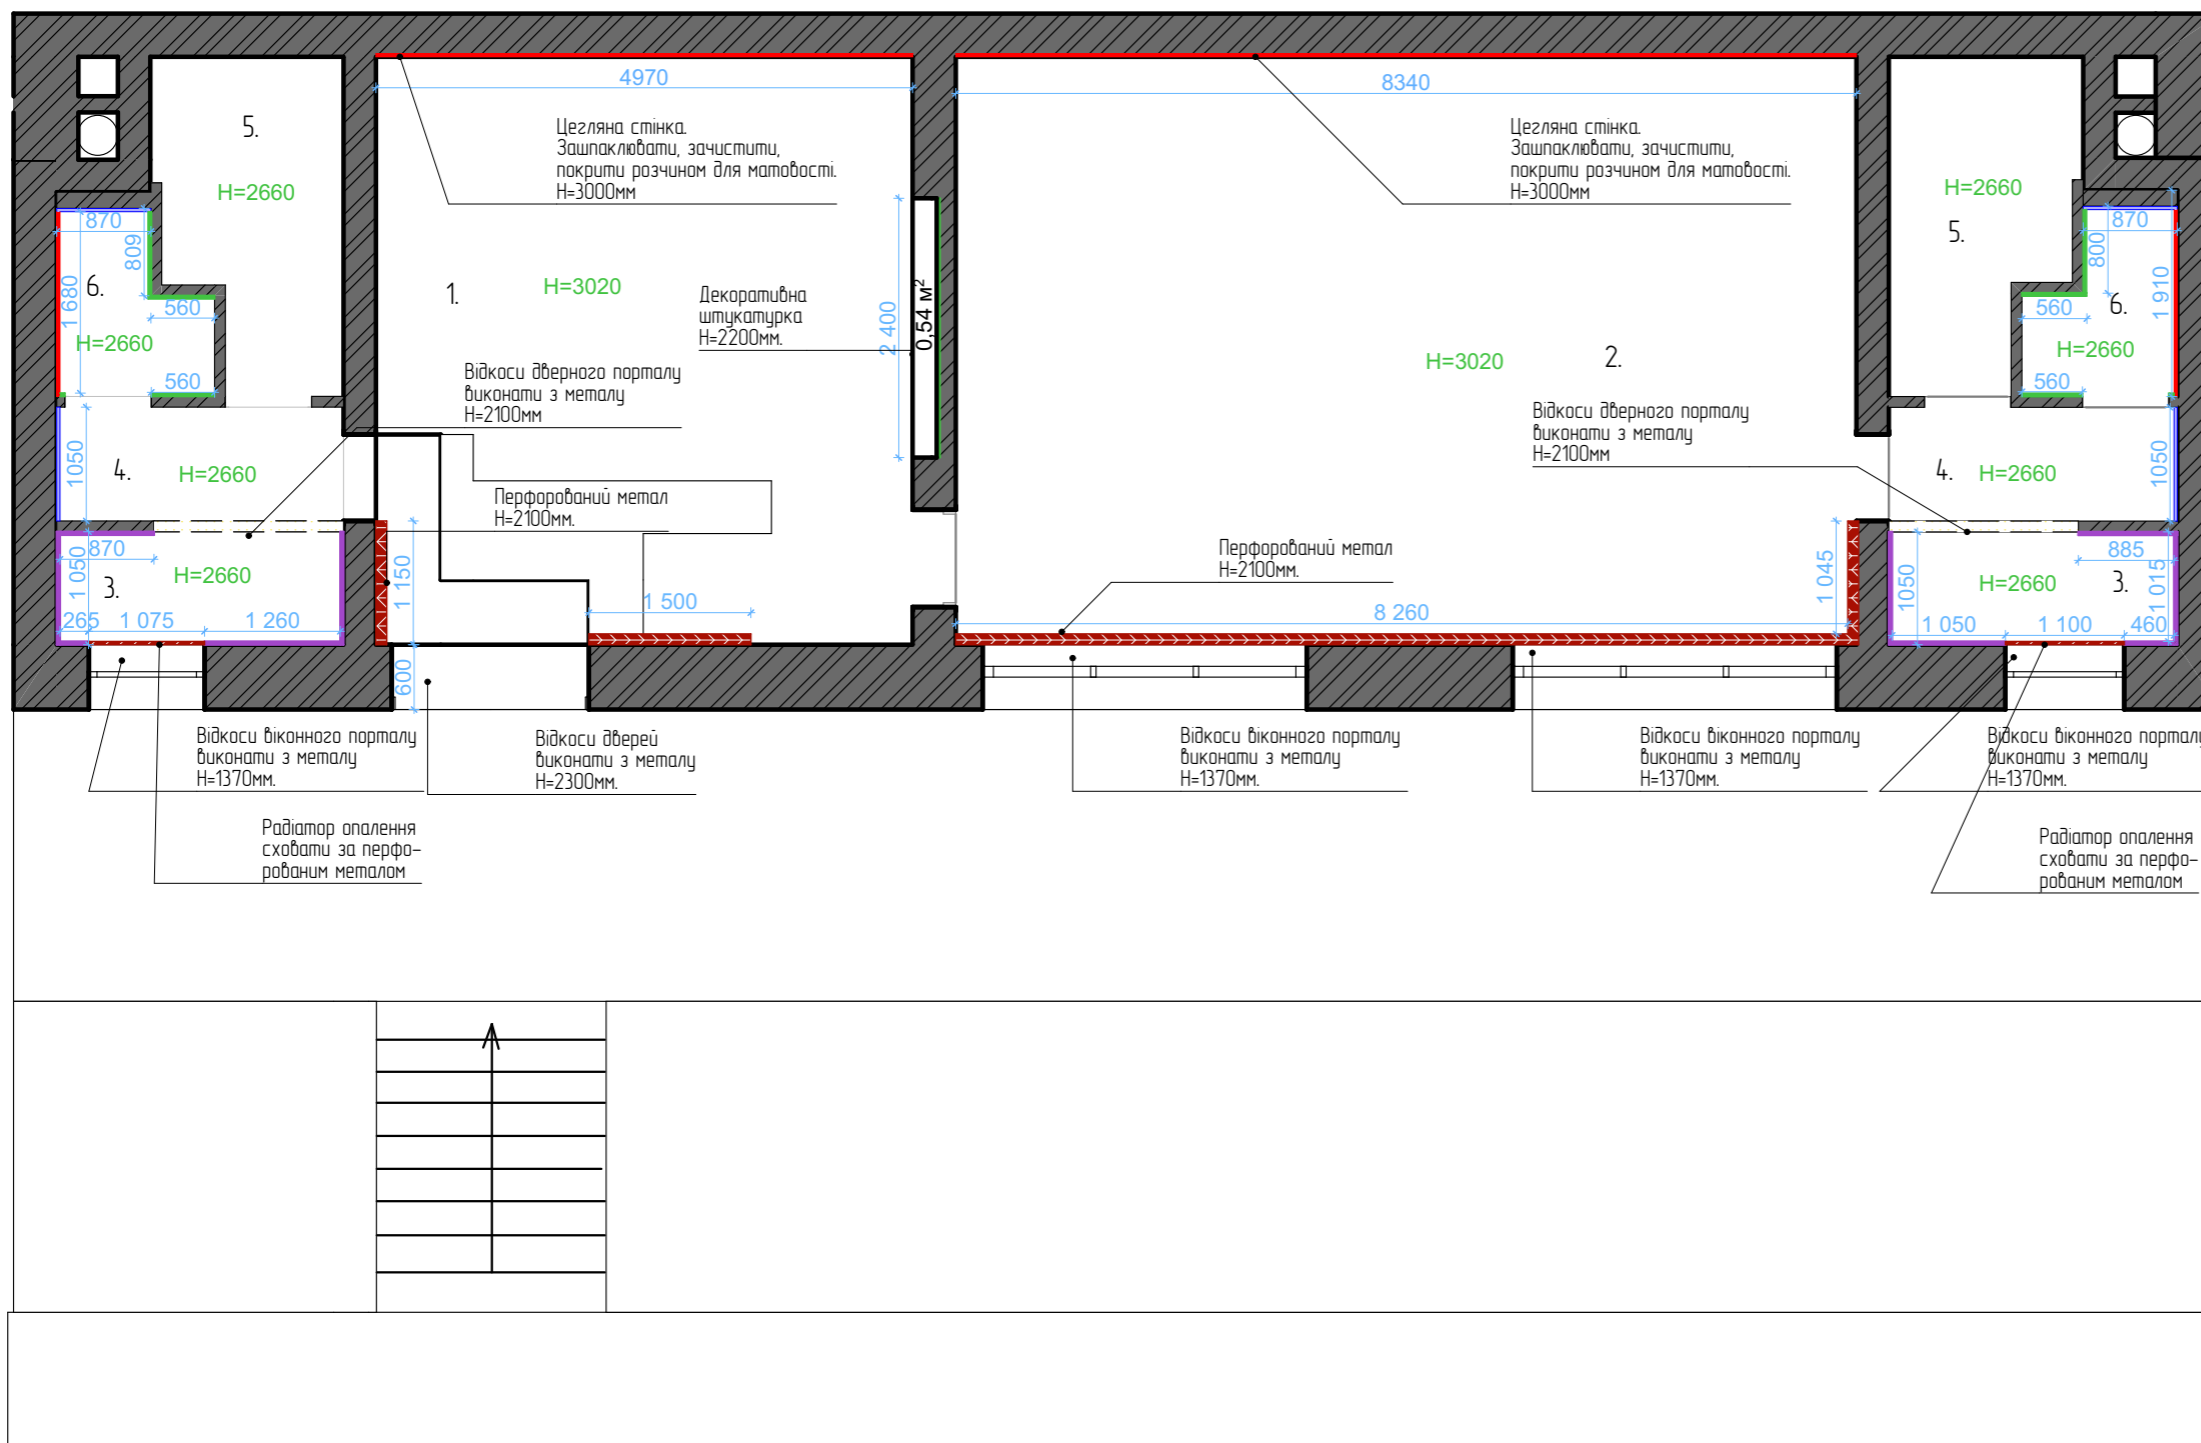 4970
8340
Цегляна стінка.
Зашпаклювати, зачистити,
покрити розчином для матовості.
H=3000мм
Цегляна стінка.
Зашпаклювати, зачистити,
покрити розчином для матовості.
H=3000мм
5.
H=2660
H=2660
5.
870
809
1 680
6.
560
H=2660
560
870
800
1 910
560
6.
H=2660
560
1.
H=3020
Декоративна
штукатурка
H=2200мм.
2 400
0,54 м²
H=3020
2.
Відкоси дверного порталу
виконати з металу
H=2100мм
Відкоси дверного порталу
виконати з металу
H=2100мм
1050
4.
H=2660
4.
H=2660
1050
Перфорований метал
H=2100мм.
Перфорований метал
H=2100мм.
870
1 050
3.
H=2660
265
1 075
1 260
1 150
1 500
600
8 260
1 045
1050
885
H=2660
3.
1 015
1 050
1 100
460
Відкоси віконного порталу
виконати з металу
H=1370мм.
Відкоси дверей
виконати з металу
H=2300мм.
Відкоси віконного порталу
виконати з металу
H=1370мм.
Відкоси віконного порталу
виконати з металу
H=1370мм.
Відкоси віконного порталу
виконати з металу
H=1370мм.
Радіатор опалення
сховати за перфо-
рованим металом
Радіатор опалення
сховати за перфо-
рованим металом